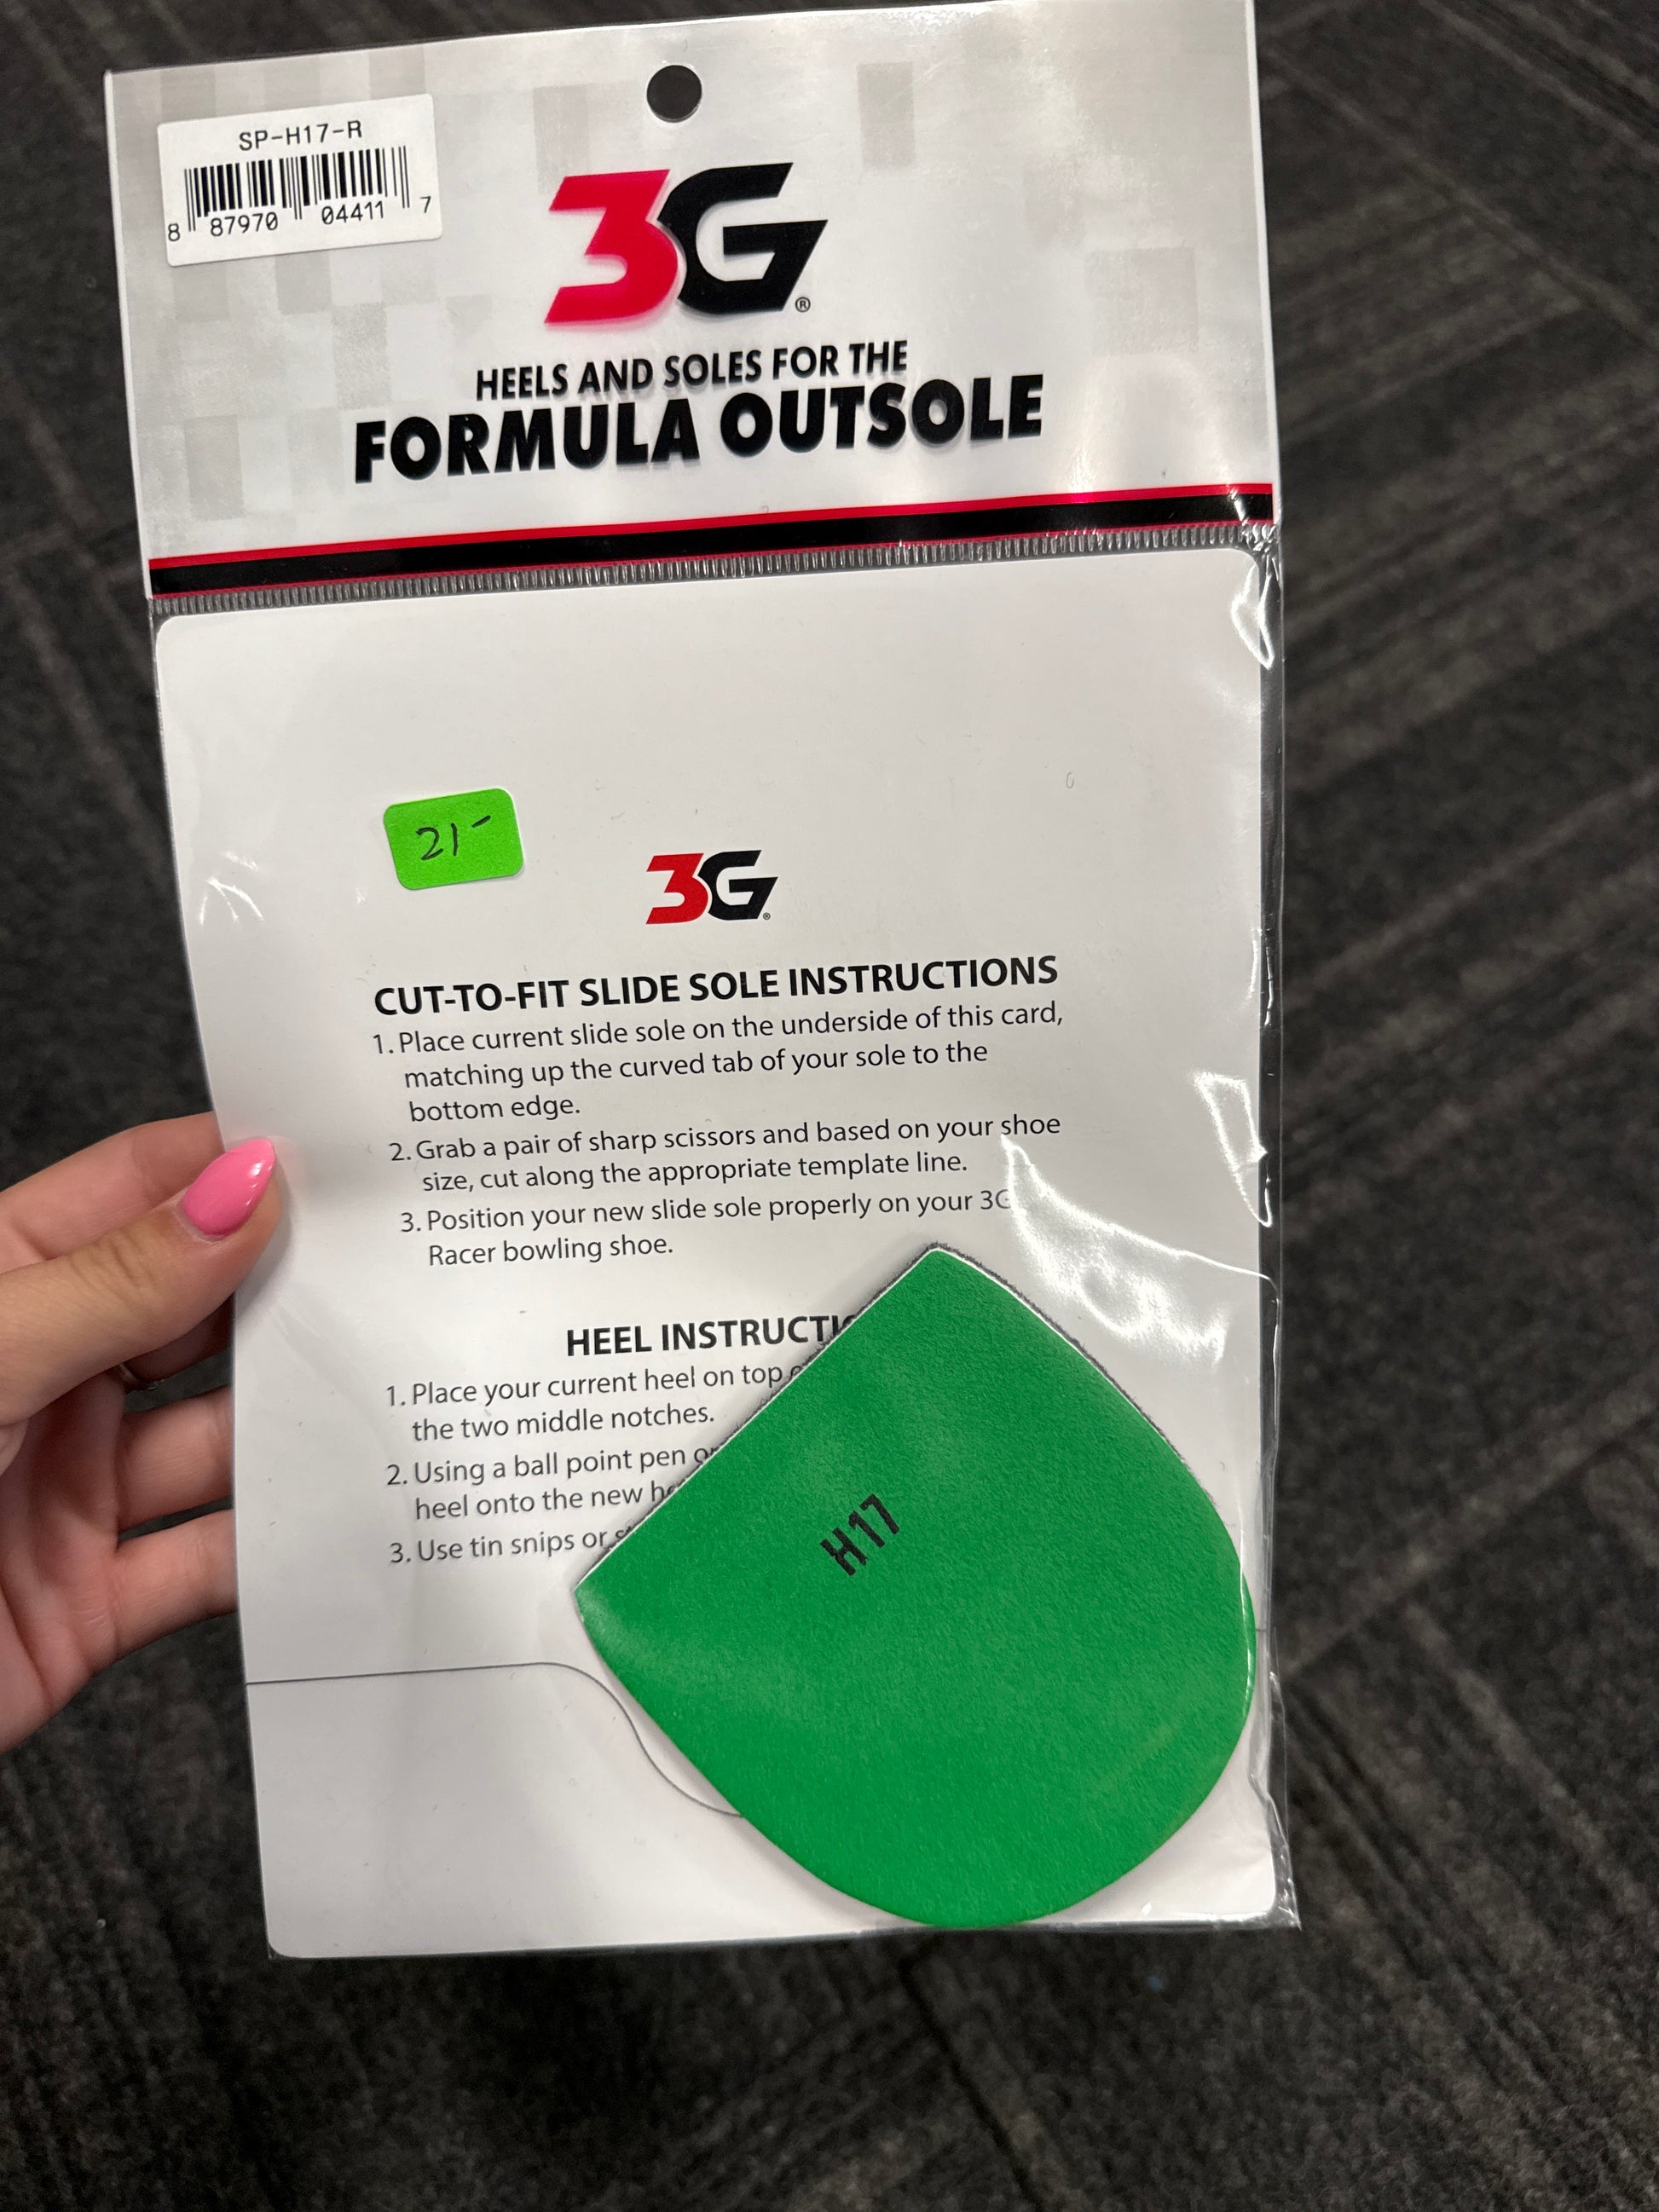 SP-H17-R
8 87970 04411 7
3G®
HEELS AND SOLES FOR THE
FORMULA OUTSOLE
21-
3G®
CUT-TO-FIT SLIDE SOLE INSTRUCTIONS
1. Place current slide sole on the underside of this card,
matching up the curved tab of your sole to the
bottom edge.
2. Grab a pair of sharp scissors and based on your shoe
size, cut along the appropriate template line.
3. Position your new slide sole properly on your 3G
Racer bowling shoe.
HEEL
1. Place your current heel on top
the two middle notches.
2. Using a ball point pen
heel onto the new
3. Use tin snips or
H17